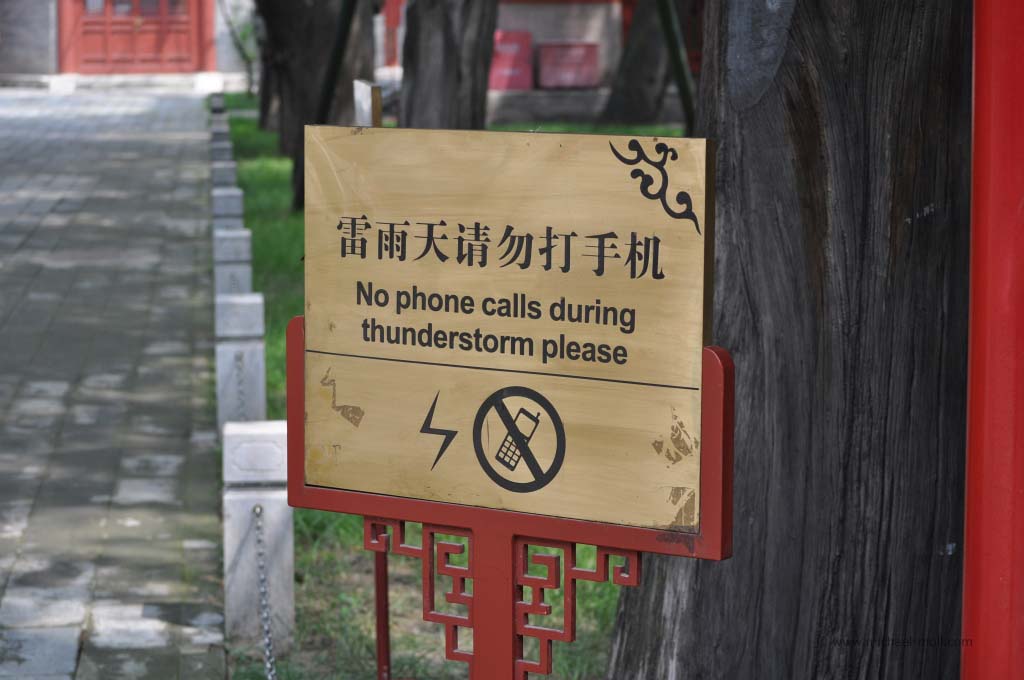 雷雨天请勿打手机
No phone calls during
thunderstorm please